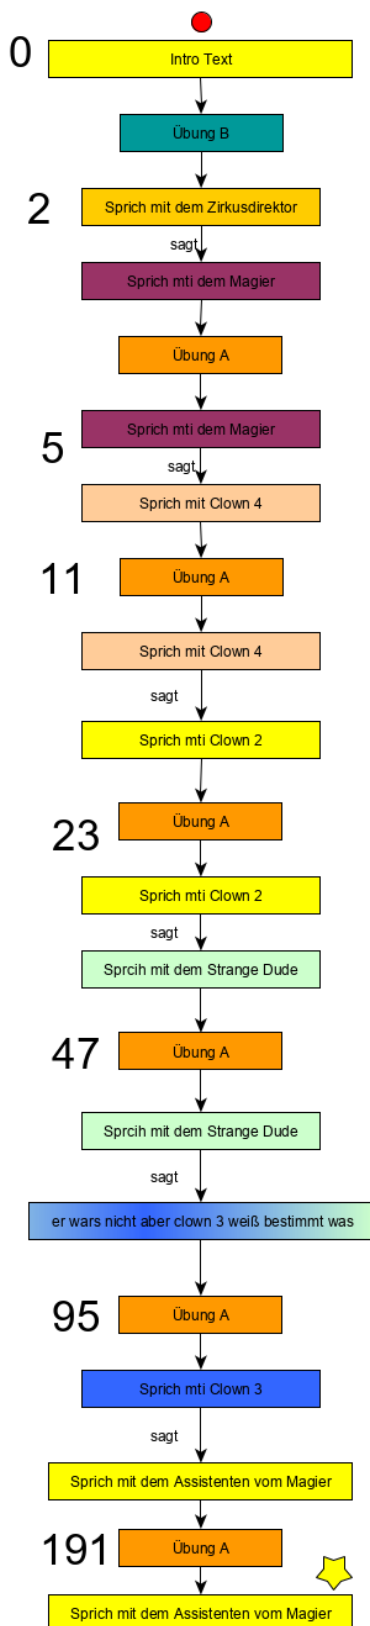 0
Intro Text
Übung B
2
Sprich mit dem Zirkusdirektor
sagt
Sprich mti dem Magier
Übung A
5
Sprich mti dem Magier
sagt
Sprich mit Clown 4
11
Übung A
Sprich mit Clown 4
sagt
Sprich mti Clown 2
23
Übung A
Sprich mti Clown 2
sagt
Sprcih mit dem Strange Dude
47
Übung A
Sprcih mit dem Strange Dude
sagt
er wars nicht aber clown 3 weiß bestimmt was
95
Übung A
Sprich mti Clown 3
sagt
Sprich mit dem Assistenten vom Magier
191
Übung A
Sprich mit dem Assistenten vom Magier